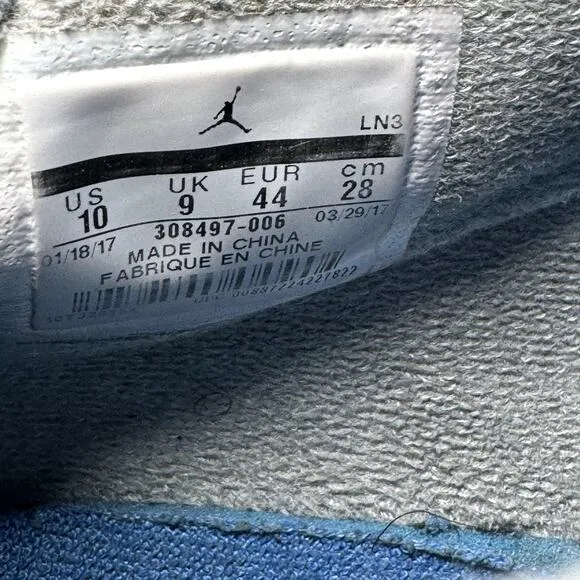 LN3
US UK EUR cm
10 9 44 28
01/18/17 308497-006 03/29/17
MADE IN CHINA
FABRIQUE EN CHINE